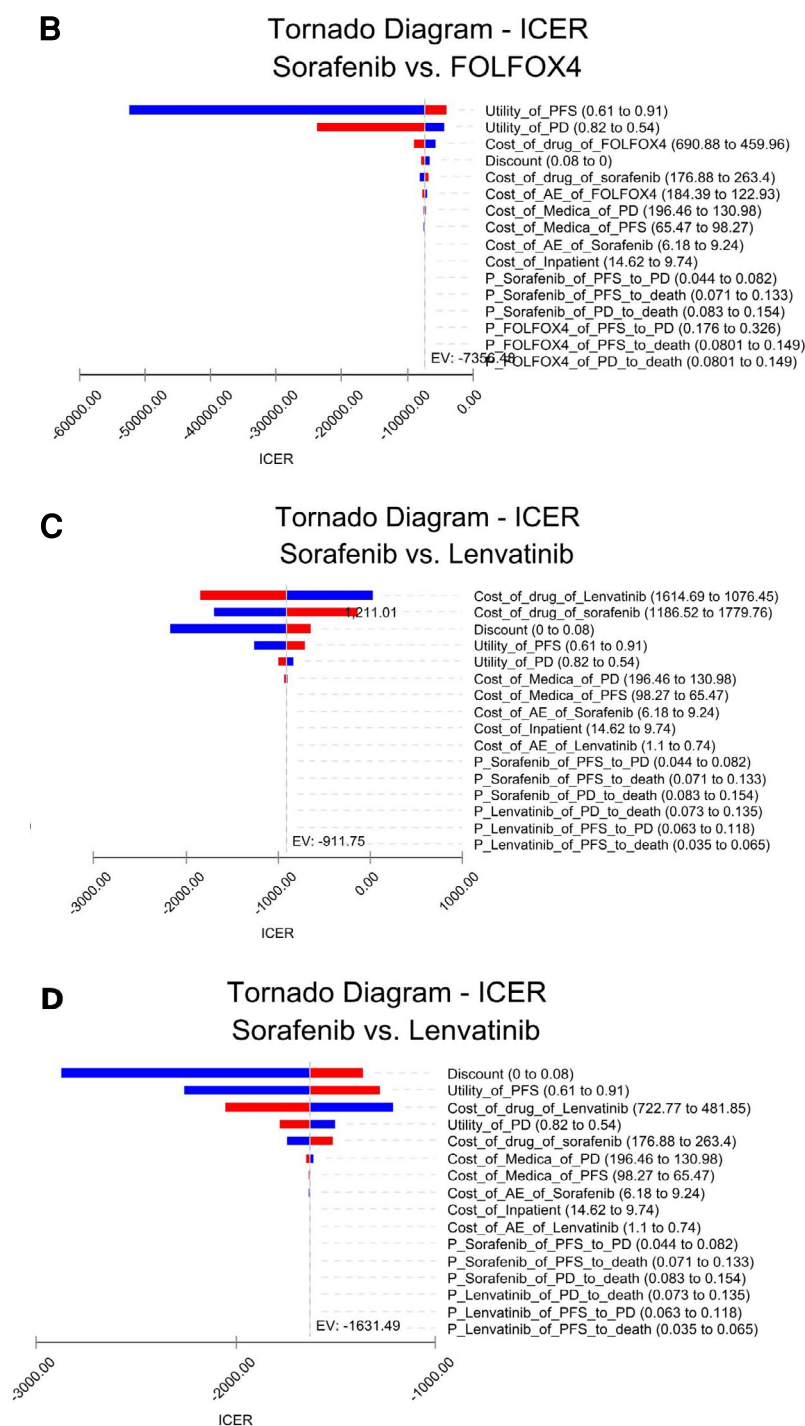 B
Tornado Diagram - ICER
Sorafenib vs. FOLFOX4
Utility_of_PFS (0.61 to 0.91)
Utility_of_PD (0.82 to 0.54)
Cost_of_drug_of_FOLFOX4 (690.88 to 459.96)
Discount (0.08 to 0)
Cost_of_drug_of_sorafenib (176.88 to 263.4)
Cost_of_AE_of_FOLFOX4 (184.39 to 122.93)
Cost_of_Medica_of_PD (196.46 to 130.98)
Cost_of_Medica_of_PFS (65.47 to 98.27)
Cost_of_AE_of_Sorafenib (6.18 to 9.24)
Cost_of_Inpatient (14.62 to 9.74)
P_Sorafenib_of_PFS_to_PD (0.044 to 0.082)
P_Sorafenib_of_PFS_to_death (0.071 to 0.133)
P_Sorafenib_of_PD_to_death (0.083 to 0.154)
P_FOLFOX4_of_PFS_to_PD (0.176 to 0.326)
P_FOLFOX4_of_PFS_to_death (0.0801 to 0.149)
EV: -7356.48
P_FOLFOX4_of_PD_to_death (0.0801 to 0.149)
-60000.00 -50000.00 -40000.00 -30000.00 -20000.00 -10000.00 0.00
ICER
C
Tornado Diagram - ICER
Sorafenib vs. Lenvatinib
Cost_of_drug_of_Lenvatinib (1614.69 to 1076.45)
1,211.01 Cost_of_drug_of_sorafenib (1186.52 to 1779.76)
Discount (0 to 0.08)
Utility_of_PFS (0.61 to 0.91)
Utility_of_PD (0.82 to 0.54)
Cost_of_Medica_of_PD (196.46 to 130.98)
Cost_of_Medica_of_PFS (98.27 to 65.47)
Cost_of_AE_of_Sorafenib (6.18 to 9.24)
Cost_of_Inpatient (14.62 to 9.74)
Cost_of_AE_of_Lenvatinib (1.1 to 0.74)
P_Sorafenib_of_PFS_to_PD (0.044 to 0.082)
P_Sorafenib_of_PFS_to_death (0.071 to 0.133)
P_Sorafenib_of_PD_to_death (0.083 to 0.154)
P_Lenvatinib_of_PD_to_death (0.073 to 0.135)
P_Lenvatinib_of_PFS_to_PD (0.063 to 0.118)
EV: -911.75
P_Lenvatinib_of_PFS_to_death (0.035 to 0.065)
-3000.00 -2000.00 -1000.00 0.00 1000.00
ICER
D
Tornado Diagram - ICER
Sorafenib vs. Lenvatinib
Discount (0 to 0.08)
Utility_of_PFS (0.61 to 0.91)
Cost_of_drug_of_Lenvatinib (722.77 to 481.85)
Utility_of_PD (0.82 to 0.54)
Cost_of_drug_of_sorafenib (176.88 to 263.4)
Cost_of_Medica_of_PD (196.46 to 130.98)
Cost_of_Medica_of_PFS (98.27 to 65.47)
Cost_of_AE_of_Sorafenib (6.18 to 9.24)
Cost_of_Inpatient (14.62 to 9.74)
Cost_of_AE_of_Lenvatinib (1.1 to 0.74)
P_Sorafenib_of_PFS_to_PD (0.044 to 0.082)
P_Sorafenib_of_PFS_to_death (0.071 to 0.133)
P_Sorafenib_of_PD_to_death (0.083 to 0.154)
P_Lenvatinib_of_PD_to_death (0.073 to 0.135)
P_Lenvatinib_of_PFS_to_PD (0.063 to 0.118)
EV: -1631.49
P_Lenvatinib_of_PFS_to_death (0.035 to 0.065)
-3000.00 -2000.00 -1000.00
ICER